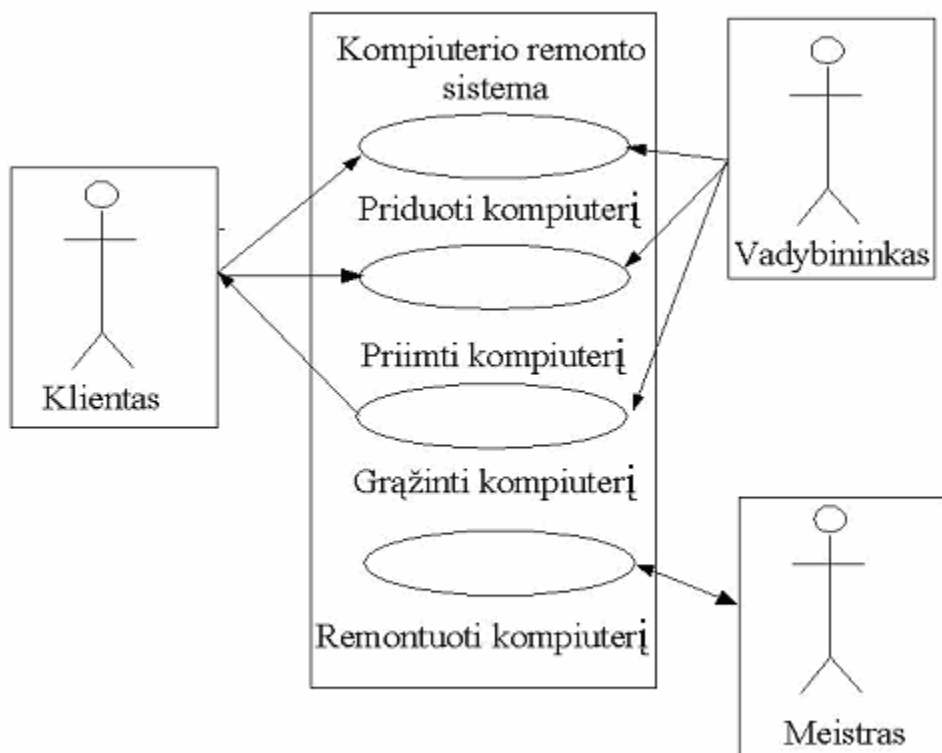 Kompiuterio remonto
sistema
Priduoti kompiuterį
Vadybininkas
Priimti kompiuterį
Klientas
Grąžinti kompiuterį
Remontuoti kompiuterį
Meistras